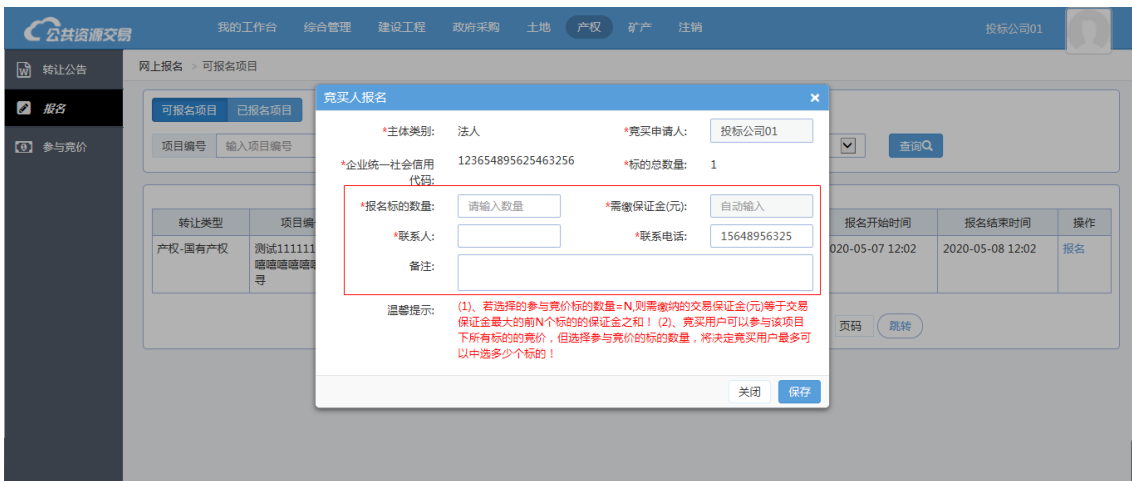 公共资源交易
我的工作台 综合管理 建设工程 政府采购 土地 产权 矿产 注销
投标公司01
转让公告
报名
参与竞价
网上报名 > 可报名项目
可报名项目 已报名项目
项目编号 输入项目编号
查询
转让类型 项目编 报名开始时间 报名结束时间 操作
产权-国有产权 测试111111 020-05-07 12:02 2020-05-08 12:02 报名
嘻嘻嘻嘻嘻
寻
页码 跳转
竞买人报名 ×
*主体类别: 法人 *竞买申请人: 投标公司01
*企业统一社会信用
代码: 123654895625463256 *标的总数量: 1
*报名标的数量: 请输入数量 *需缴保证金(元): 自动输入
*联系人: *联系电话: 15648956325
备注:
温馨提示: (1)、若选择的参与竞价标的数量=N,则需缴纳的交易保证金(元)等于交易
保证金最大的前N个标的的保证金之和！(2)、竞买用户可以参与该项目
下所有标的的竞价，但选择参与竞价的标的数量，将决定竞买用户最多可
以中选多少个标的！
关闭 保存